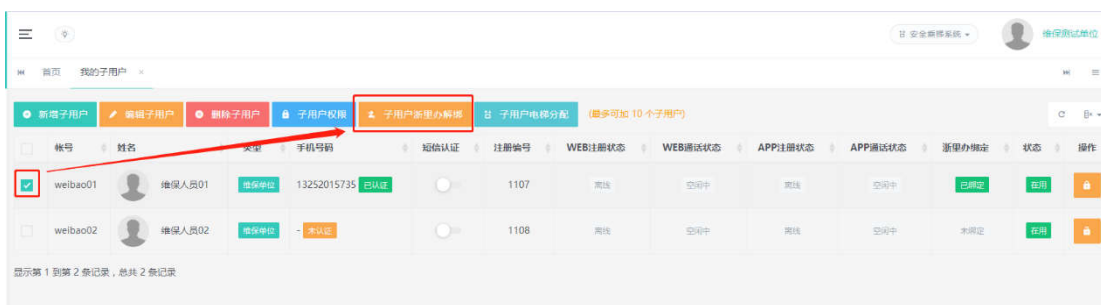 安全乘梯系统
维保测试单位
首页 我的子用户 ×
新增子用户 编辑子用户 删除子用户 子用户权限 子用户浙里办解绑 子用户电梯分配 (最多可加 10 个子用户)
帐号 姓名 类型 手机号码 短信认证 注册编号 WEB注册状态 WEB通话状态 APP注册状态 APP通话状态 浙里办绑定 状态 操作
weibao01 维保人员01 维保单位 13252015735 已认证 1107 离线 空闲中 离线 空闲中 已绑定 在用
weibao02 维保人员02 维保单位 - 未认证 1108 离线 空闲中 离线 空闲中 未绑定 在用
显示第 1 到第 2 条记录，总共 2 条记录